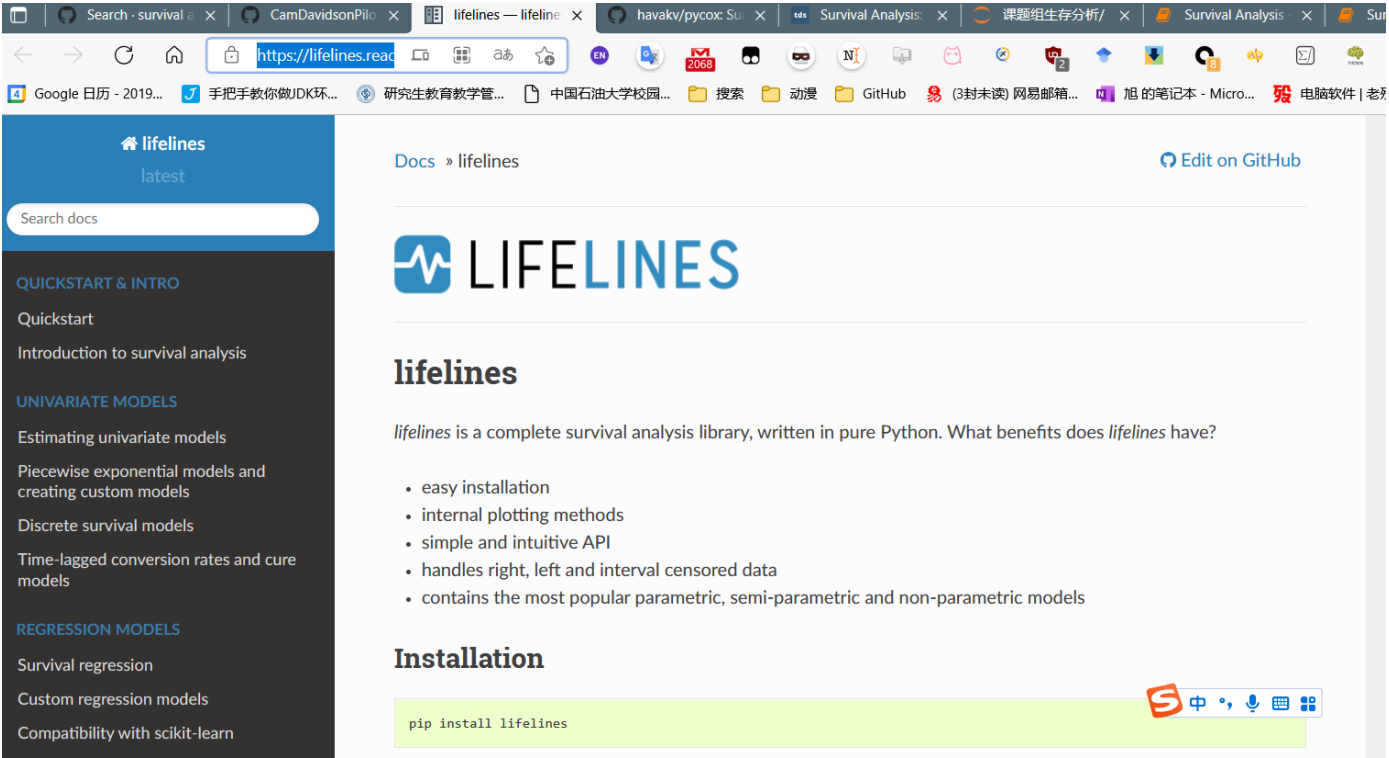 Search · survival a
CamDavidsonPilo
lifelines — lifeline
havakv/pycox: Su
tds Survival Analysis:
课题组生存分析/
Survival Analysis -
Sur
https://lifelines.read
aあ
EN
2068
N
2
8
4 Google 日历 - 2019...
手把手教你做JDK环...
研究生教育教学管...
中国石油大学校园...
搜索
动漫
GitHub
(3封未读) 网易邮箱...
旭 的笔记本 - Micro...
电脑软件 | 老殁
lifelines
latest
Search docs
QUICKSTART & INTRO
Quickstart
Introduction to survival analysis
UNIVARIATE MODELS
Estimating univariate models
Piecewise exponential models and
creating custom models
Discrete survival models
Time-lagged conversion rates and cure
models
REGRESSION MODELS
Survival regression
Custom regression models
Compatibility with scikit-learn
Docs » lifelines
Edit on GitHub
LIFELINES
lifelines
lifelines is a complete survival analysis library, written in pure Python. What benefits does lifelines have?
• easy installation
• internal plotting methods
• simple and intuitive API
• handles right, left and interval censored data
• contains the most popular parametric, semi-parametric and non-parametric models
Installation
pip install lifelines
S 中 °,